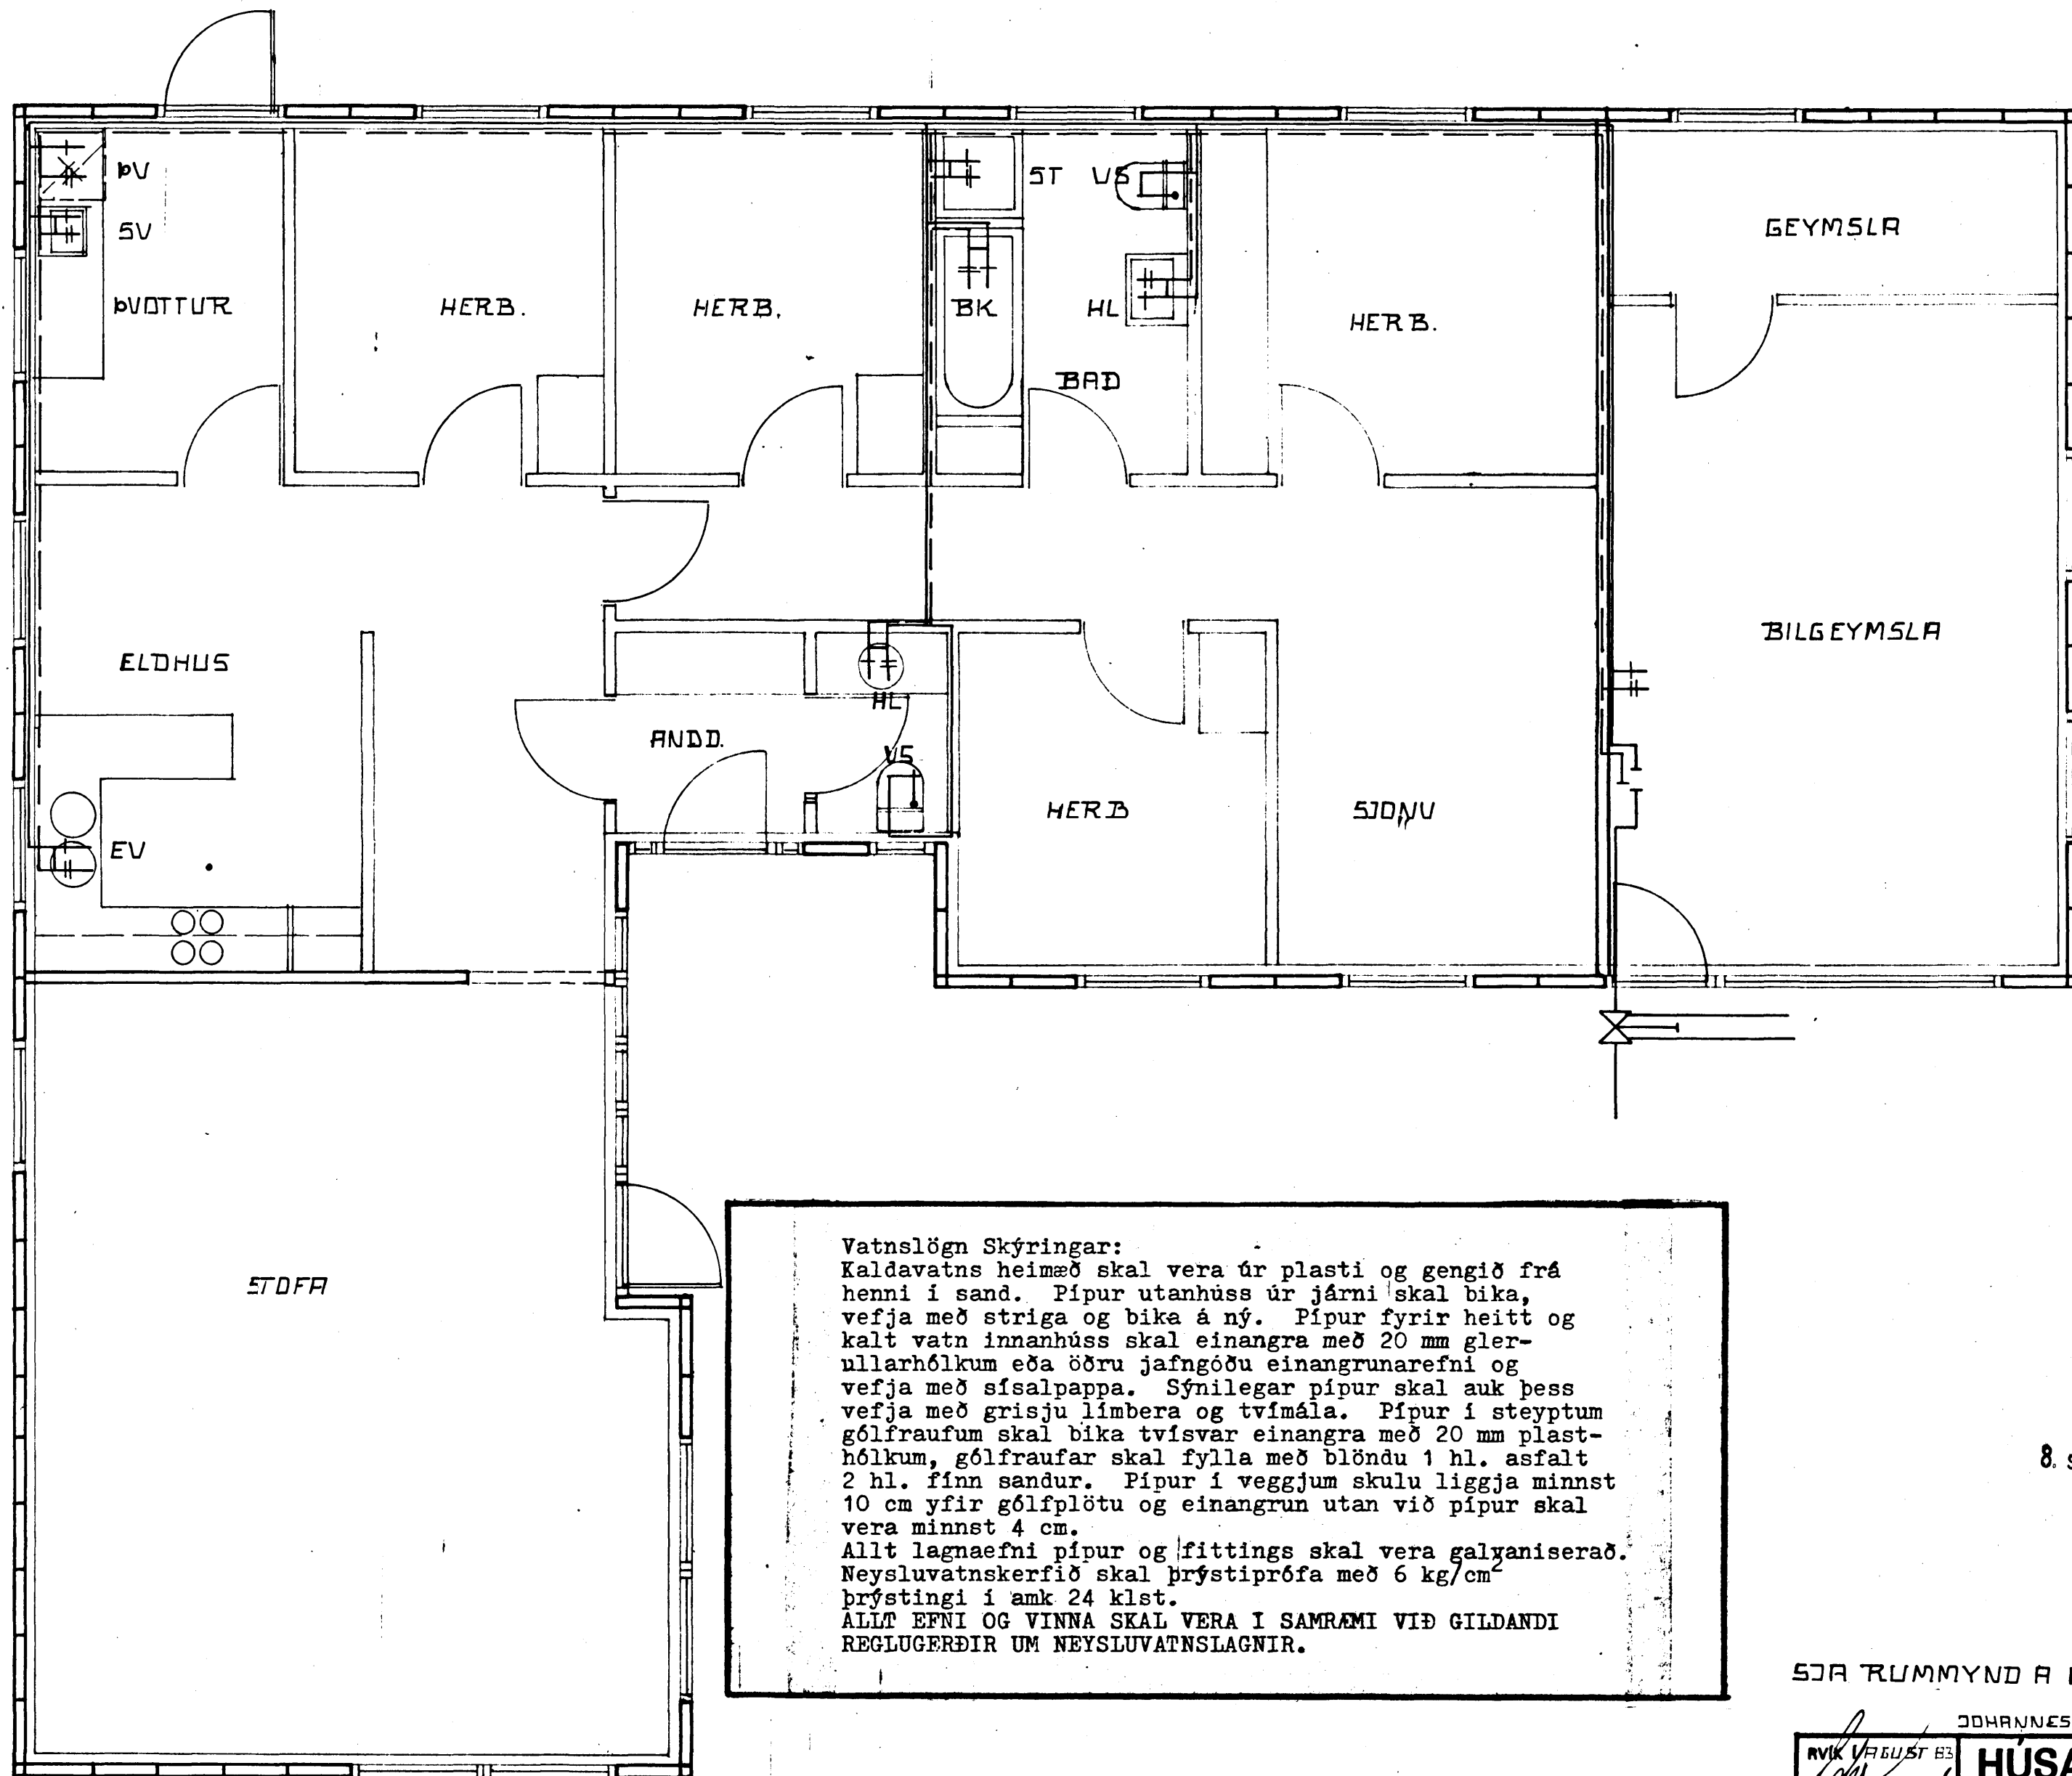 ÞV
ST VS
SV
GEYMSLA
ÞVOTTUR
HERB.
HERB.
BK
HL
HERB.
BAÐ
ELDHUS
BILGEYMSLA
HL
ANDD.
VS
HERB
SJONV
EV
STOFA
Vatnslögn Skýringar:
Kaldavatns heimæð skal vera úr plasti og gengið frá
henni í sand. Pípur utanhúss úr járni skal bika,
vefja með striga og bika á ný. Pípur fyrir heitt og
kalt vatn innanhúss skal einangra með 20 mm gler-
ullarhólkum eða öðru jafngóðu einangrunarefni og
vefja með sísalpappa. Sýnilegar pípur skal auk þess
vefja með grisju límbera og tvímála. Pípur í steyptum
gólfraufum skal bika tvísvar einangra með 20 mm plast-
hólkum, gólfraufar skal fylla með blöndu 1 hl. asfalt
2 hl. fínn sandur. Pípur í veggjum skulu liggja minnst
10 cm yfir gólfplötu og einangrun utan við pípur skal
vera minnst 4 cm.
Allt lagnaefni pípur og fittings skal vera galvaniserað.
Neysluvatnskerfið skal þrýstiprófa með 6 kg/cm²
þrýstingi í amk 24 klst.
ALLT EFNI OG VINNA SKAL VERA Í SAMRÆMI VIÐ GILDANDI
REGLUGERÐIR UM NEYSLUVATNSLAGNIR.
8. s
SJA RUMMYND A
JOHANNES
RVÍK AGUST 83
HÚSA